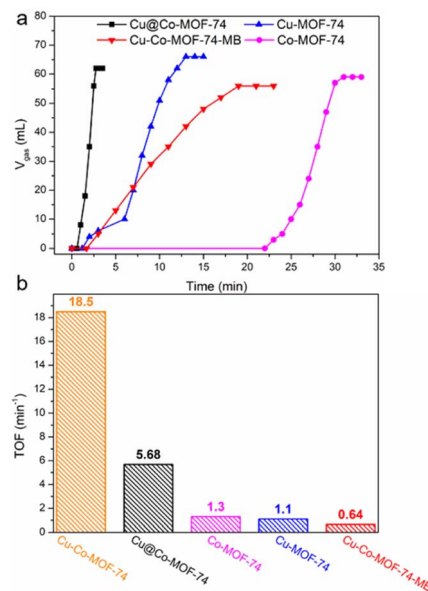 a
Cu@Co-MOF-74
Cu-MOF-74
Cu-Co-MOF-74-MB
Co-MOF-74
80
70
60
50
40
30
20
10
0
V_gas (mL)
0 5 10 15 20 25 30 35
Time (min)
b
18
16
14
12
10
8
6
4
2
0
TOF (min⁻¹)
18.5
5.68
1.3
1.1
0.64
Cu-Co-MOF-74
Cu@Co-MOF-74
Co-MOF-74
Cu-MOF-74
Cu-Co-MOF-74-MB